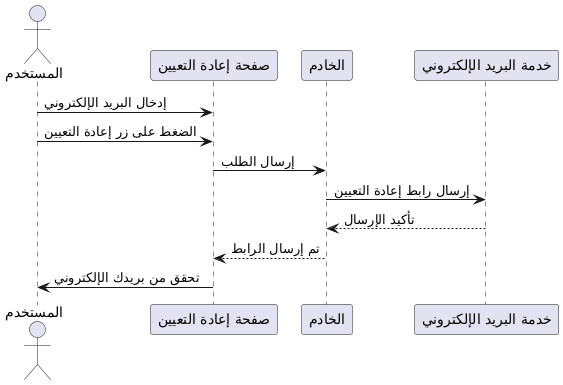 المستخدم
صفحة إعادة التعيين
الخادم
خدمة البريد الإلكتروني
إدخال البريد الإلكتروني
الضغط على زر إعادة التعيين
إرسال الطلب
إرسال رابط إعادة التعيين
تأكيد الإرسال
تم إرسال الرابط
تحقق من بريدك الإلكتروني
المستخدم
صفحة إعادة التعيين
الخادم
خدمة البريد الإلكتروني